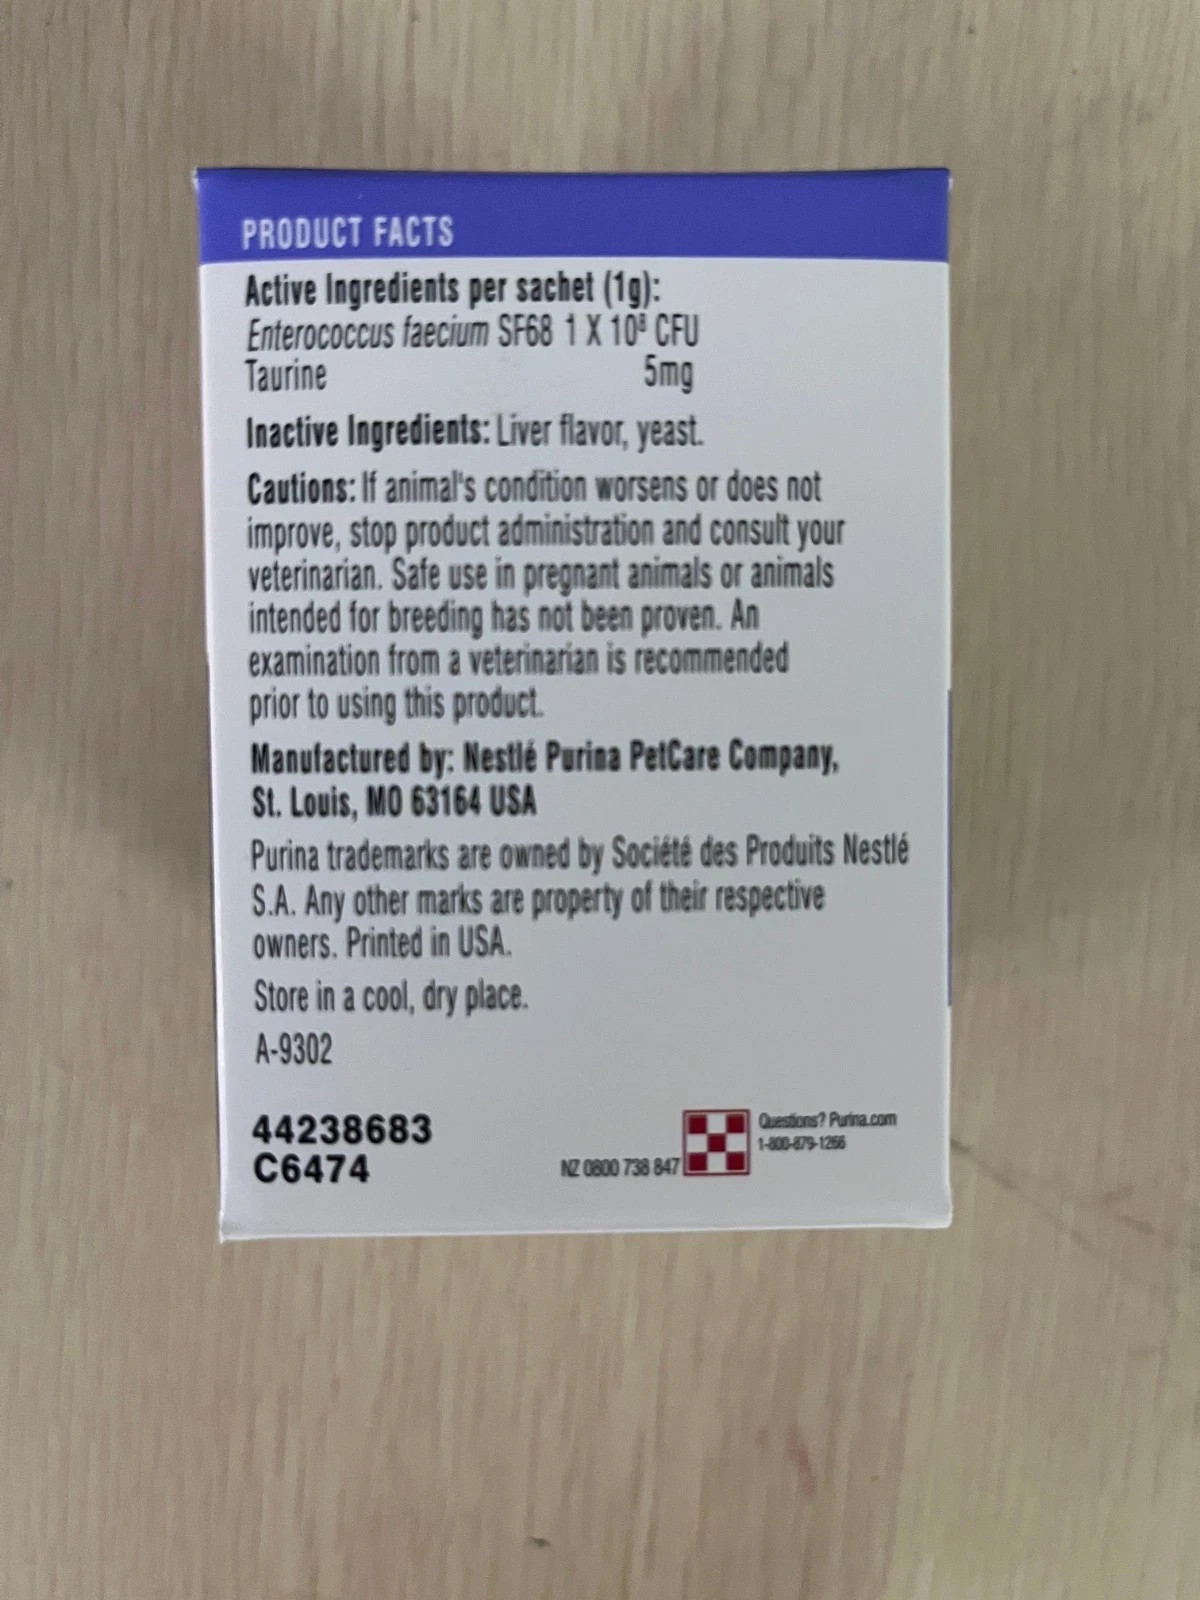 PRODUCT FACTS
Active Ingredients per sachet (1g):
Enterococcus faecium SF68 1 X 10⁸ CFU
Taurine 5mg
Inactive Ingredients: Liver flavor, yeast.
Cautions: If animal's condition worsens or does not
improve, stop product administration and consult your
veterinarian. Safe use in pregnant animals or animals
intended for breeding has not been proven. An
examination from a veterinarian is recommended
prior to using this product.
Manufactured by: Nestlé Purina PetCare Company,
St. Louis, MO 63164 USA
Purina trademarks are owned by Société des Produits Nestlé
S.A. Any other marks are property of their respective
owners. Printed in USA.
Store in a cool, dry place.
A-9302
44238683
C6474
NZ 0800 738 847
Questions? Purina.com
1-800-879-1266